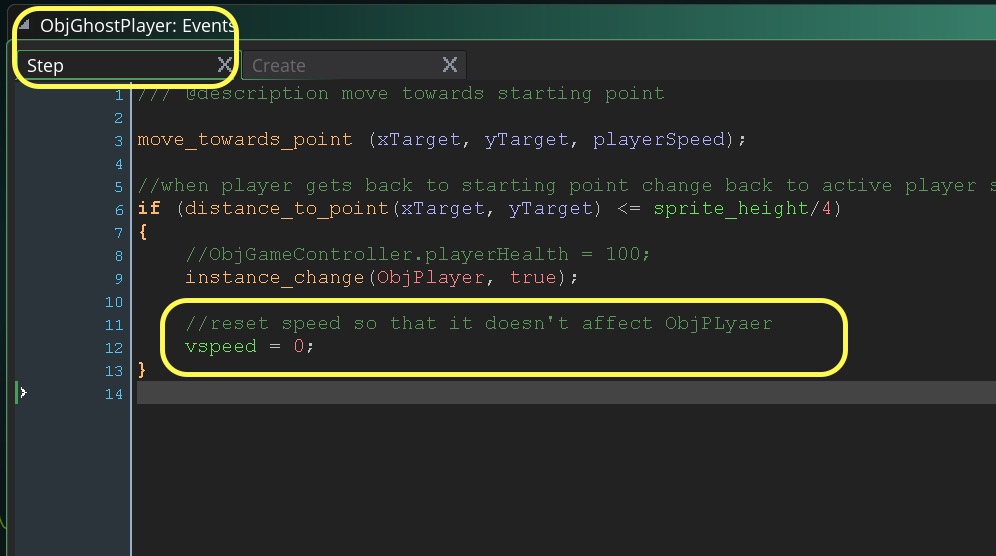 ObjGhostPlayer: Events
Step
Create
1 /// @description move towards starting point
2
3 move_towards_point (xTarget, yTarget, playerSpeed);
4
5 //when player gets back to starting point change back to active player s
6 if (distance_to_point(xTarget, yTarget) <= sprite_height/4)
7 {
8 //ObjGameController.playerHealth = 100;
9 instance_change(ObjPlayer, true);
10
11 //reset speed so that it doesn't affect ObjPLyaer
12 vspeed = 0;
13 }
14